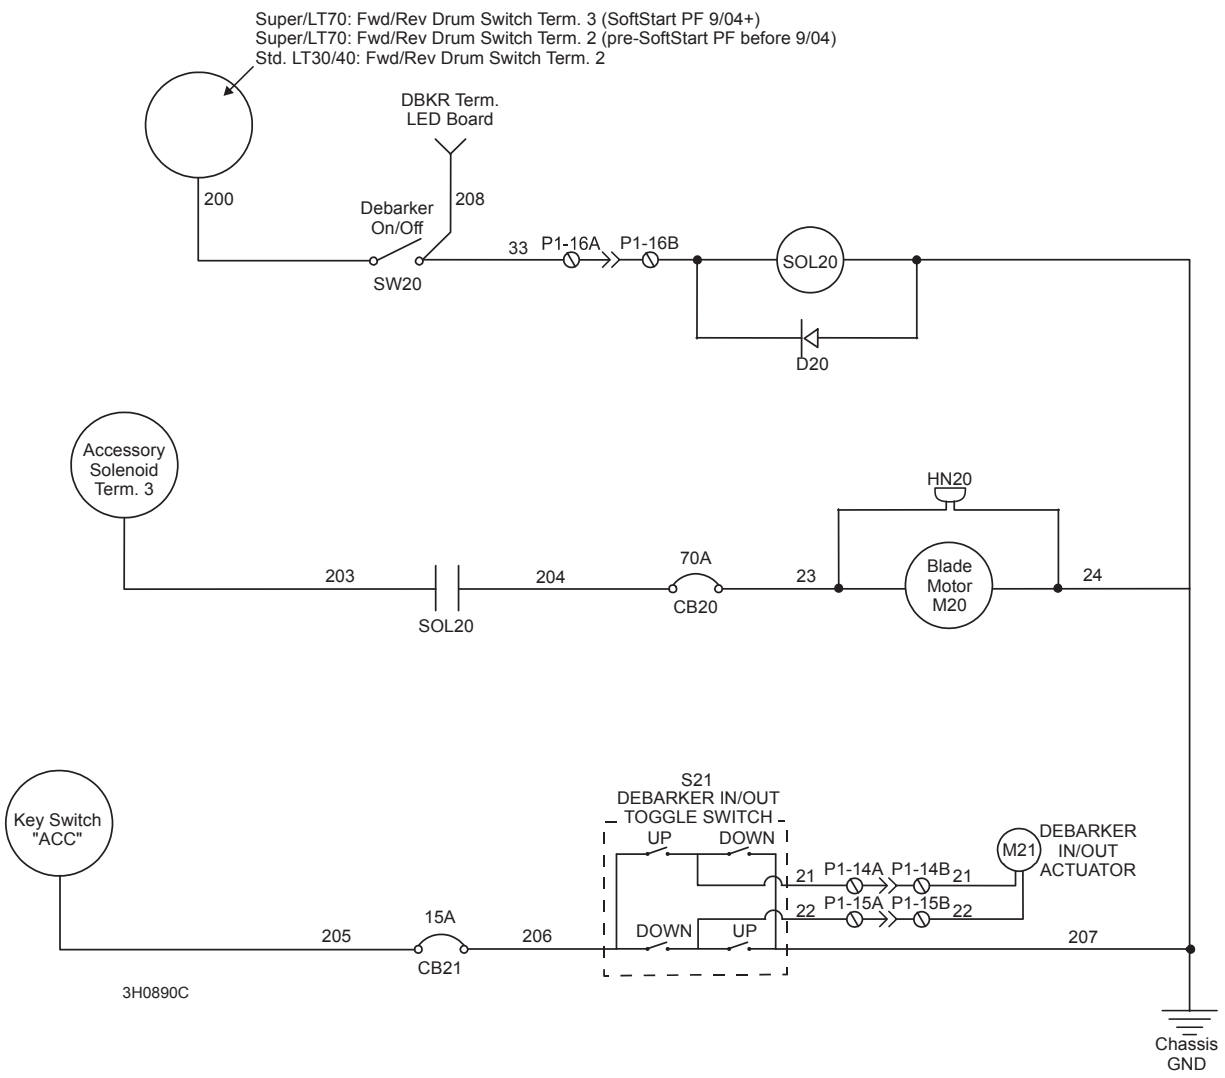 Super/LT70: Fwd/Rev Drum Switch Term. 3 (SoftStart PF 9/04+)
Super/LT70: Fwd/Rev Drum Switch Term. 2 (pre-SoftStart PF before 9/04)
Std. LT30/40: Fwd/Rev Drum Switch Term. 2
DBKR Term.
LED Board
200
208
Debarker
On/Off
SW20
33
P1-16A
P1-16B
SOL20
D20
Accessory
Solenoid
Term. 3
203
SOL20
204
70A
CB20
23
HN20
Blade
Motor
M20
24
Key Switch
"ACC"
205
15A
CB21
206
S21
DEBARKER IN/OUT
TOGGLE SWITCH
UP
DOWN
DOWN
UP
21
P1-14A
P1-14B
21
22
P1-15A
P1-15B
22
M21
DEBARKER
IN/OUT
ACTUATOR
207
3H0890C
Chassis
GND